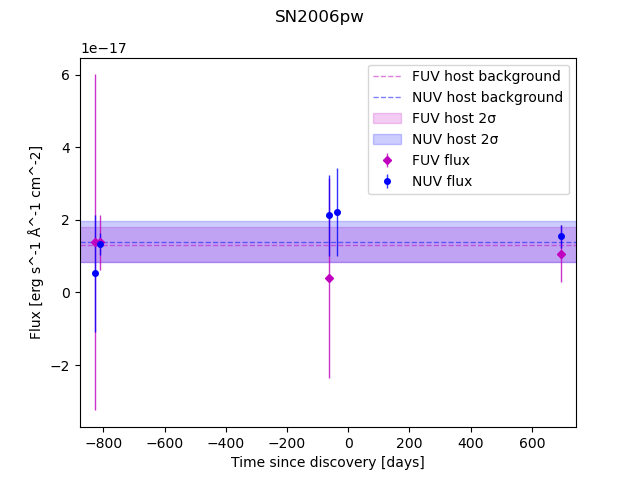 SN2006pw
1e−17
FUV host background
NUV host background
FUV host 2σ
NUV host 2σ
FUV flux
NUV flux
Flux [erg s^-1 Å^-1 cm^-2]
6
4
2
0
−2
−800
−600
−400
−200
0
200
400
600
Time since discovery [days]